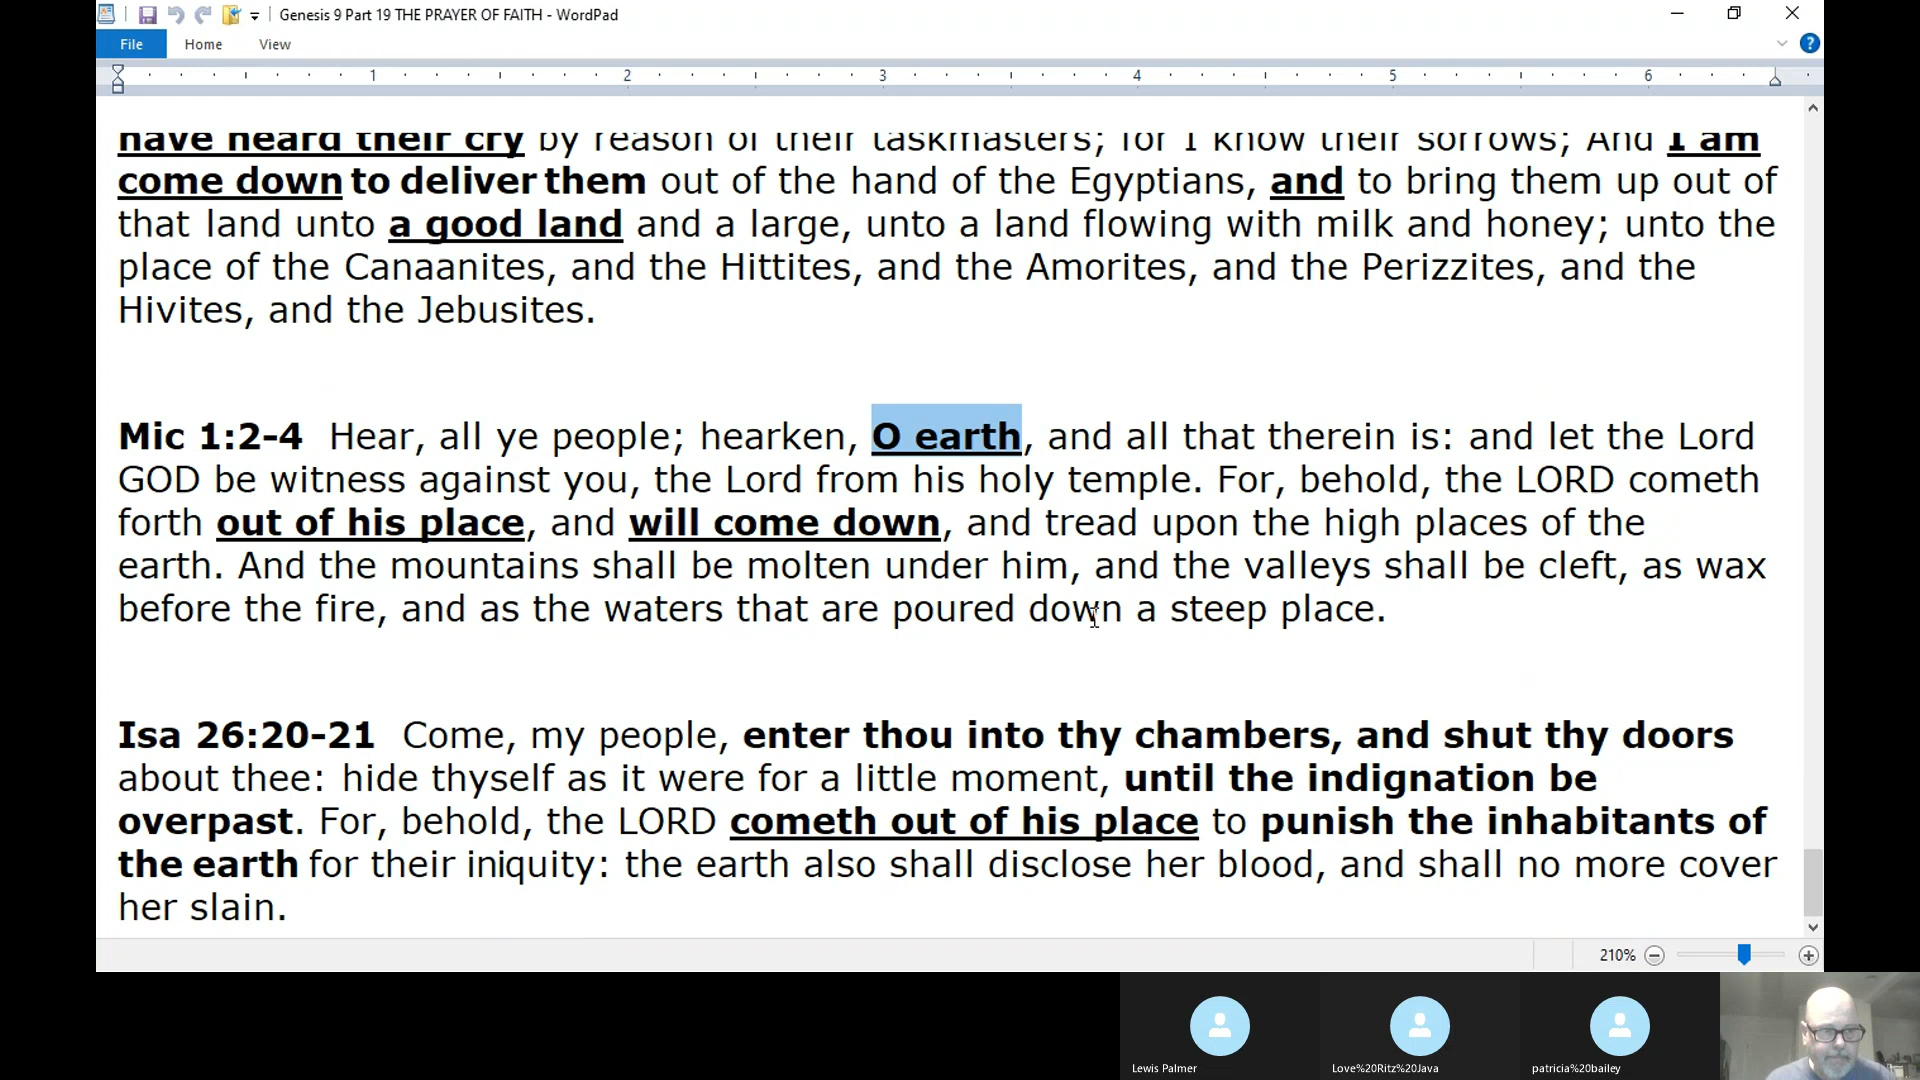 Genesis 9 Part 19 THE PRAYER OF FAITH - WordPad
File Home View
1 2 3 4 5 6
have heard their cry by reason of their taskmasters; for I know their sorrows; And I am
come down to deliver them out of the hand of the Egyptians, and to bring them up out of
that land unto a good land and a large, unto a land flowing with milk and honey; unto the
place of the Canaanites, and the Hittites, and the Amorites, and the Perizzites, and the
Hivites, and the Jebusites.
Mic 1:2-4 Hear, all ye people; hearken, O earth, and all that therein is: and let the Lord
GOD be witness against you, the Lord from his holy temple. For, behold, the LORD cometh
forth out of his place, and will come down, and tread upon the high places of the
earth. And the mountains shall be molten under him, and the valleys shall be cleft, as wax
before the fire, and as the waters that are poured down a steep place.
Isa 26:20-21 Come, my people, enter thou into thy chambers, and shut thy doors
about thee: hide thyself as it were for a little moment, until the indignation be
overpast. For, behold, the LORD cometh out of his place to punish the inhabitants of
the earth for their iniquity: the earth also shall disclose her blood, and shall no more cover
her slain.
210%
Lewis Palmer Love%20Ritz%20Java patricia%20bailey